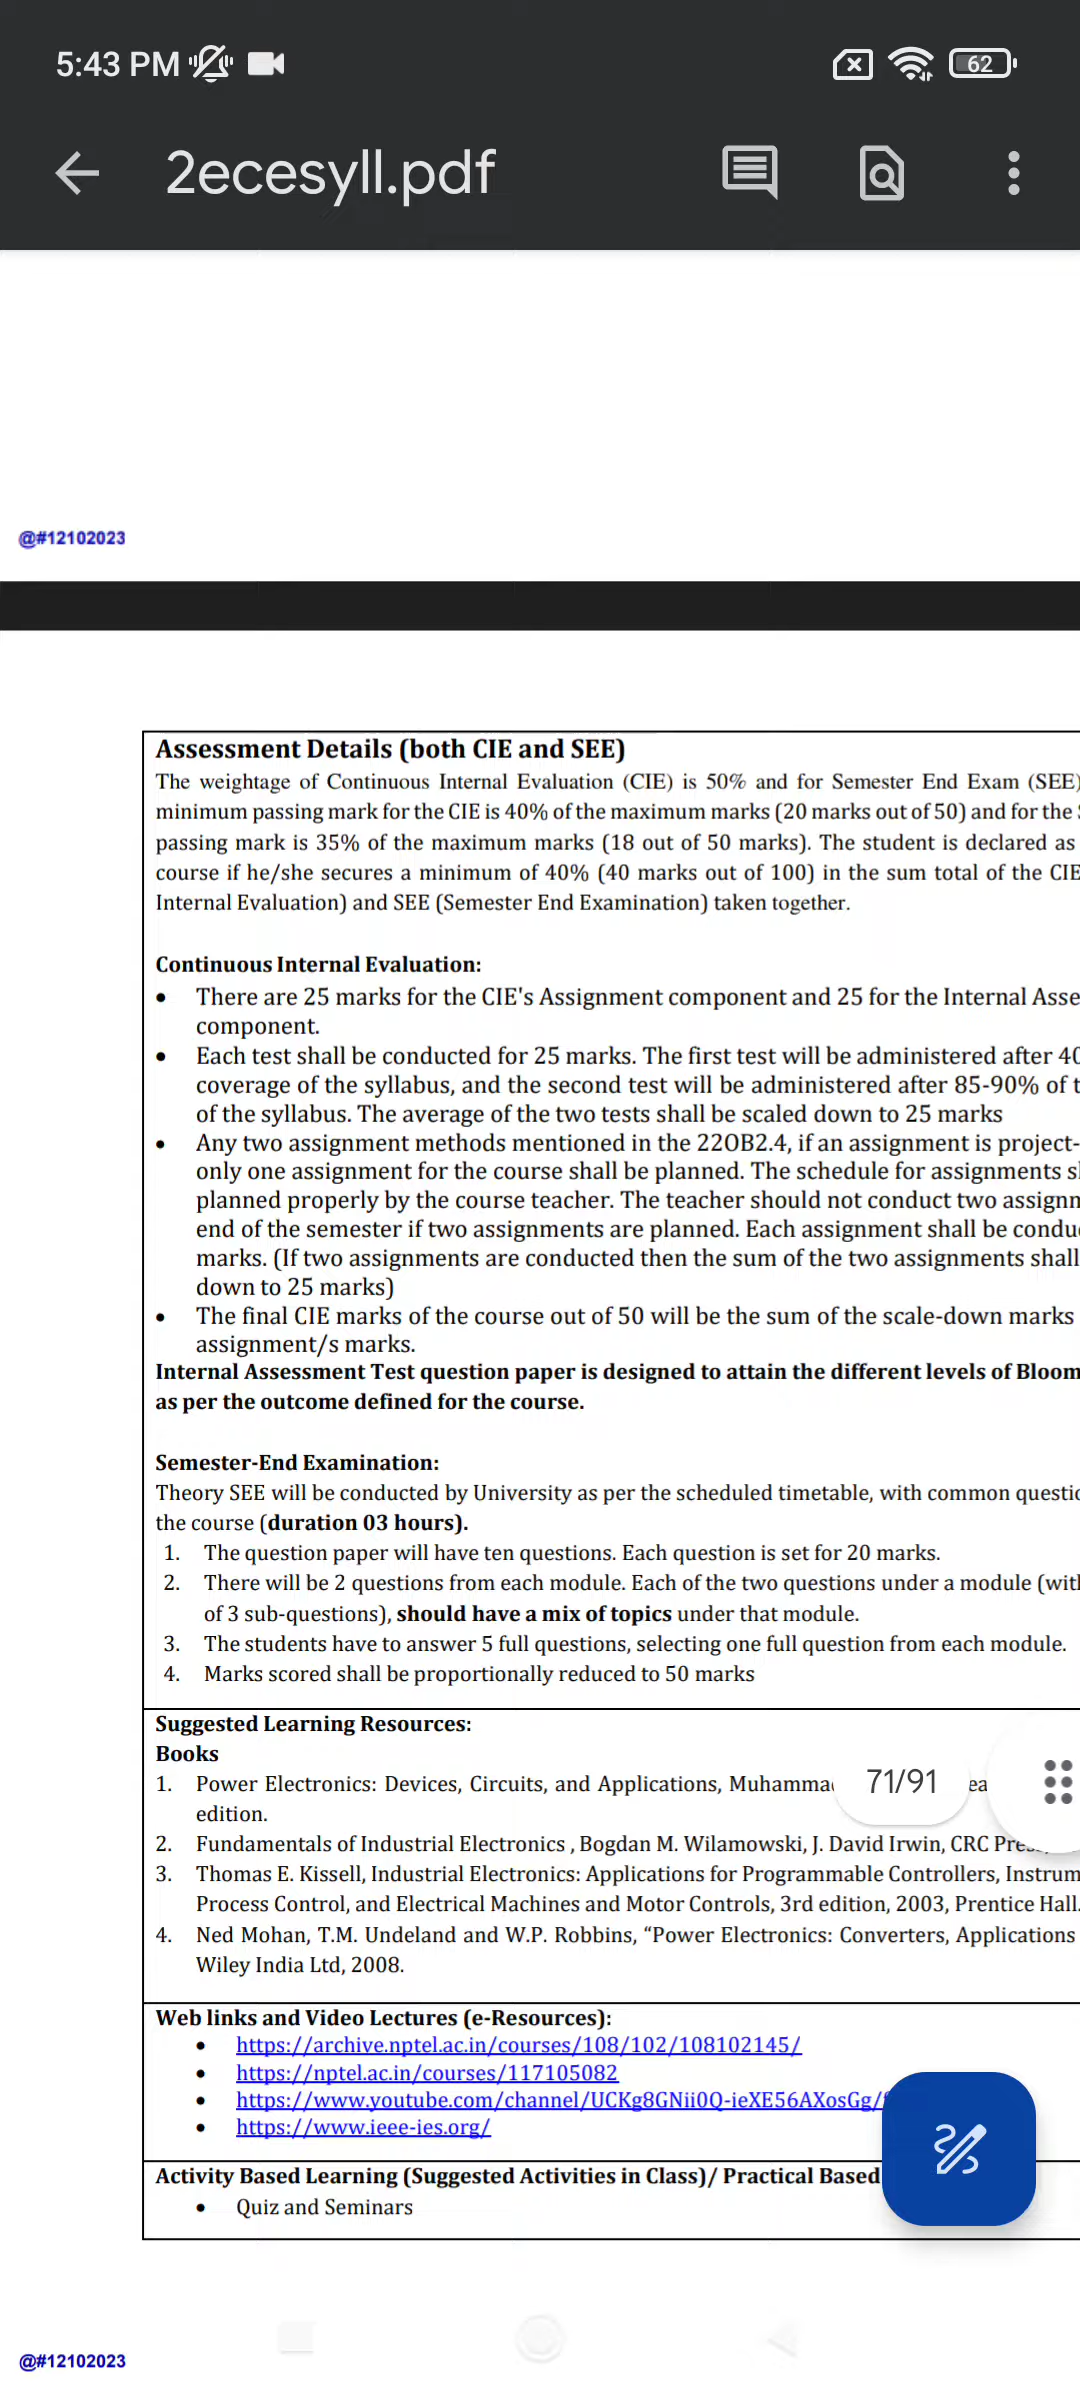 5:43 PM
62
2ecesyll.pdf
@#12102023
Assessment Details (both CIE and SEE)
The weightage of Continuous Internal Evaluation (CIE) is 50% and for Semester End Exam (SEE)
minimum passing mark for the CIE is 40% of the maximum marks (20 marks out of 50) and for the
passing mark is 35% of the maximum marks (18 out of 50 marks). The student is declared as
course if he/she secures a minimum of 40% (40 marks out of 100) in the sum total of the CIE
Internal Evaluation) and SEE (Semester End Examination) taken together.
Continuous Internal Evaluation:
• There are 25 marks for the CIE's Assignment component and 25 for the Internal Asse
component.
• Each test shall be conducted for 25 marks. The first test will be administered after 40
coverage of the syllabus, and the second test will be administered after 85-90% of
of the syllabus. The average of the two tests shall be scaled down to 25 marks
• Any two assignment methods mentioned in the 22OB2.4, if an assignment is project-
only one assignment for the course shall be planned. The schedule for assignments
planned properly by the course teacher. The teacher should not conduct two assignm
end of the semester if two assignments are planned. Each assignment shall be condu
marks. (If two assignments are conducted then the sum of the two assignments shall
down to 25 marks)
• The final CIE marks of the course out of 50 will be the sum of the scale-down marks
assignment/s marks.
Internal Assessment Test question paper is designed to attain the different levels of Bloom
as per the outcome defined for the course.
Semester-End Examination:
Theory SEE will be conducted by University as per the scheduled timetable, with common questio
the course (duration 03 hours).
1. The question paper will have ten questions. Each question is set for 20 marks.
2. There will be 2 questions from each module. Each of the two questions under a module (with
of 3 sub-questions), should have a mix of topics under that module.
3. The students have to answer 5 full questions, selecting one full question from each module.
4. Marks scored shall be proportionally reduced to 50 marks
Suggested Learning Resources:
Books
1. Power Electronics: Devices, Circuits, and Applications, Muhamma
71/91
edition.
2. Fundamentals of Industrial Electronics , Bogdan M. Wilamowski, J. David Irwin, CRC Pre
3. Thomas E. Kissell, Industrial Electronics: Applications for Programmable Controllers, Instrum
Process Control, and Electrical Machines and Motor Controls, 3rd edition, 2003, Prentice Hall.
4. Ned Mohan, T.M. Undeland and W.P. Robbins, “Power Electronics: Converters, Applications
Wiley India Ltd, 2008.
Web links and Video Lectures (e-Resources):
• https://archive.nptel.ac.in/courses/108/102/108102145/
• https://nptel.ac.in/courses/117105082
• https://www.youtube.com/channel/UCKg8GNii0Q-ieXE56AXosGg/
• https://www.ieee-ies.org/
Activity Based Learning (Suggested Activities in Class)/ Practical Based
• Quiz and Seminars
@#12102023